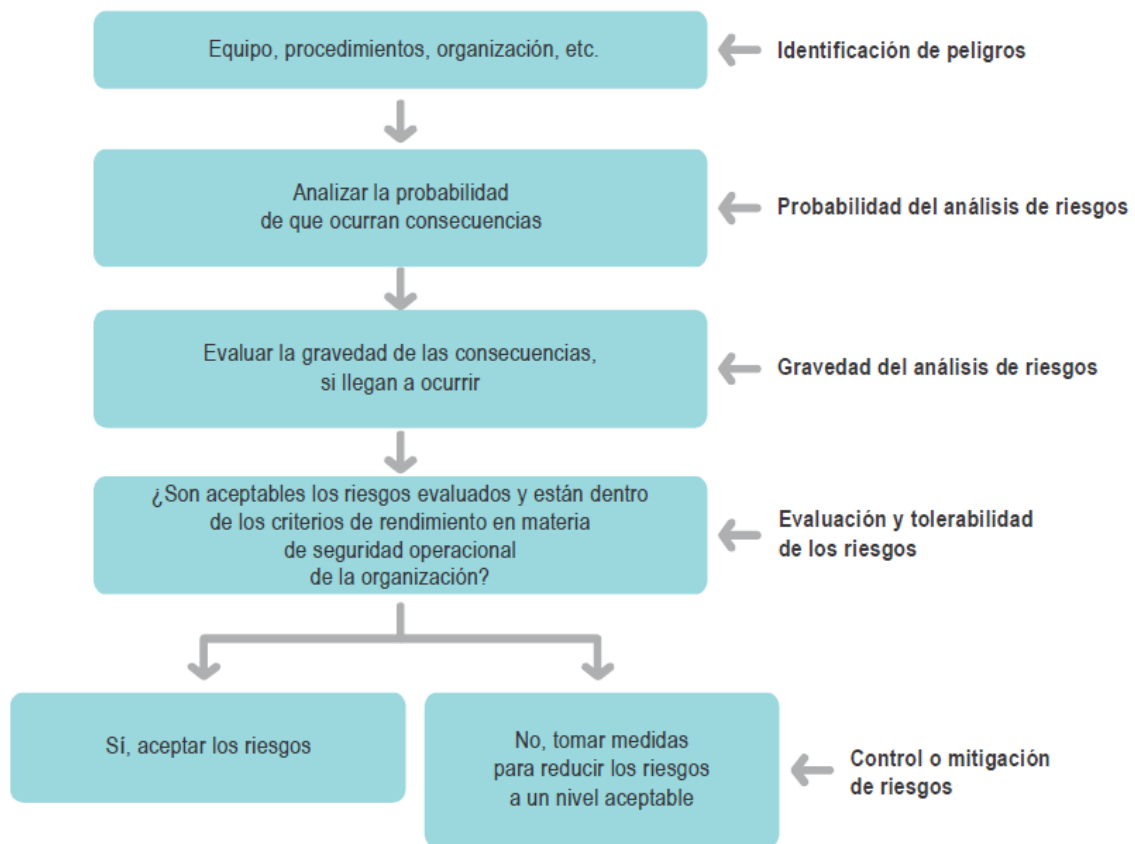 Equipo, procedimientos, organización, etc.
Identificación de peligros
Analizar la probabilidad
de que ocurran consecuencias
Probabilidad del análisis de riesgos
Evaluar la gravedad de las consecuencias,
si llegan a ocurrir
Gravedad del análisis de riesgos
¿Son aceptables los riesgos evaluados y están dentro
de los criterios de rendimiento en materia
de seguridad operacional
de la organización?
Evaluación y tolerabilidad
de los riesgos
Sí, aceptar los riesgos
No, tomar medidas
para reducir los riesgos
a un nivel aceptable
Control o mitigación
de riesgos